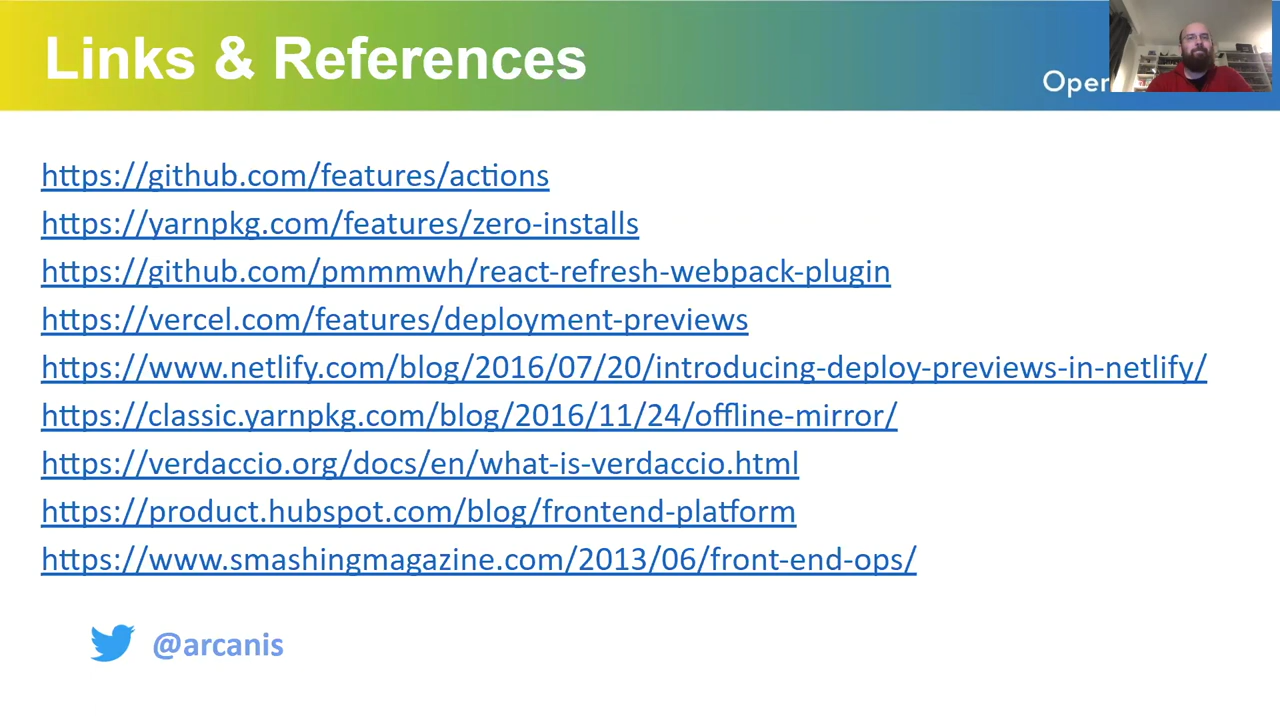 Links & References
Open
https://github.com/features/actions
https://yarnpkg.com/features/zero-installs
https://github.com/pmmmwh/react-refresh-webpack-plugin
https://vercel.com/features/deployment-previews
https://www.netlify.com/blog/2016/07/20/introducing-deploy-previews-in-netlify/
https://classic.yarnpkg.com/blog/2016/11/24/offline-mirror/
https://verdaccio.org/docs/en/what-is-verdaccio.html
https://product.hubspot.com/blog/frontend-platform
https://www.smashingmagazine.com/2013/06/front-end-ops/
@arcanis